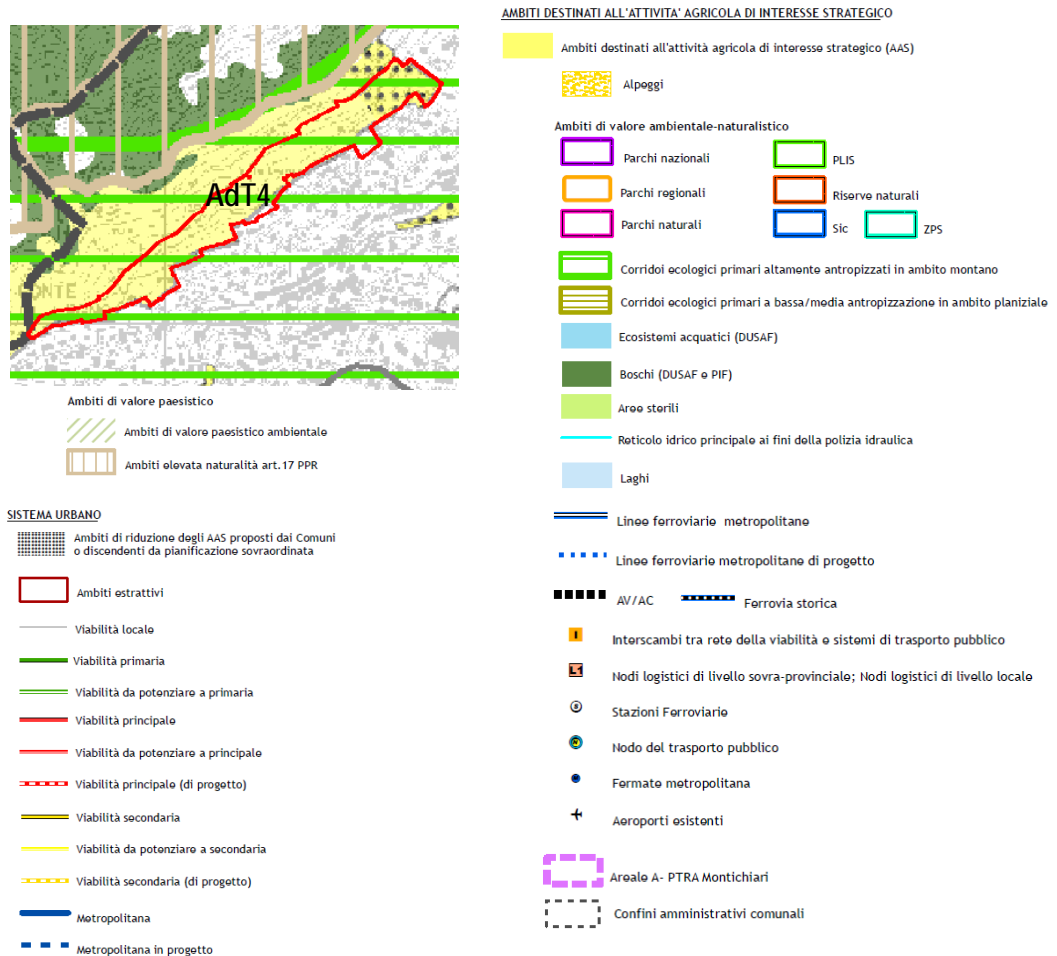 AdT4
ONTE
Ambiti di valore paesistico
Ambiti di valore paesistico ambientale
Ambiti elevata naturalità art.17 PPR
SISTEMA URBANO
Ambiti di riduzione degli AAS proposti dai Comuni
o discendenti da pianificazione sovraordinata
Ambiti estrattivi
Viabilità locale
Viabilità primaria
Viabilità da potenziare a primaria
Viabilità principale
Viabilità da potenziare a principale
Viabilità principale (di progetto)
Viabilità secondaria
Viabilità da potenziare a secondaria
Viabilità secondaria (di progetto)
Metropolitana
Metropolitana in progetto
AMBITI DESTINATI ALL'ATTIVITA' AGRICOLA DI INTERESSE STRATEGICO
Ambiti destinati all'attività agricola di interesse strategico (AAS)
Alpeggi
Ambiti di valore ambientale-naturalistico
Parchi nazionali
PLIS
Parchi regionali
Riserve naturali
Parchi naturali
Sic
ZPS
Corridoi ecologici primari altamente antropizzati in ambito montano
Corridoi ecologici primari a bassa/media antropizzazione in ambito planiziale
Ecosistemi acquatici (DUSAF)
Boschi (DUSAF e PIF)
Aree sterili
Reticolo idrico principale ai fini della polizia idraulica
Laghi
Linee ferroviarie metropolitane
Linee ferroviarie metropolitane di progetto
AV/AC
Ferrovia storica
I
Interscambi tra rete della viabilità e sistemi di trasporto pubblico
L1
Nodi logistici di livello sovra-provinciale; Nodi logistici di livello locale
Stazioni Ferroviarie
Nodo del trasporto pubblico
Fermate metropolitana
Aeroporti esistenti
Areale A- PTRA Montichiari
Confini amministrativi comunali